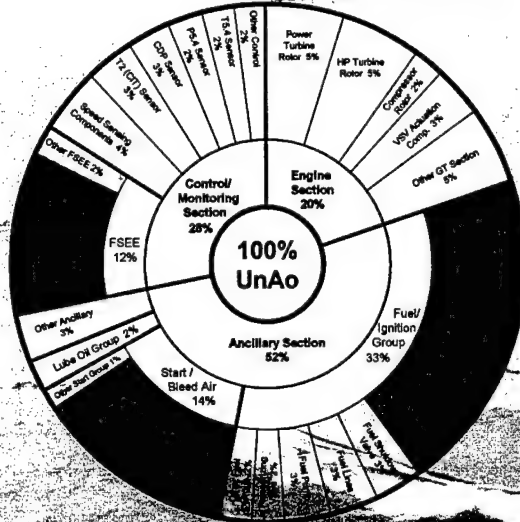 100%
UnAo
Engine
Section
20%
Power
Turbine
Rotor 5%
HP Turbine
Rotor 5%
Compressor
Rotor 2%
VSV Actuation
Comp. 3%
Other GT Section
5%
Ancillary Section
52%
Fuel/
Ignition
Group
33%
Start /
Bleed Air
14%
Other Start Group 1%
Lube Oil Group 2%
Other Ancillary
3%
Control/
Monitoring
Section
28%
FSEE
12%
Other FSEE 2%
Speed Sensing
Components 4%
T2 (CIT) Sensor
3%
CDP Sensor
3%
P5.4 Sensor
2%
T5.4 Sensor
2%
Other Control
2%